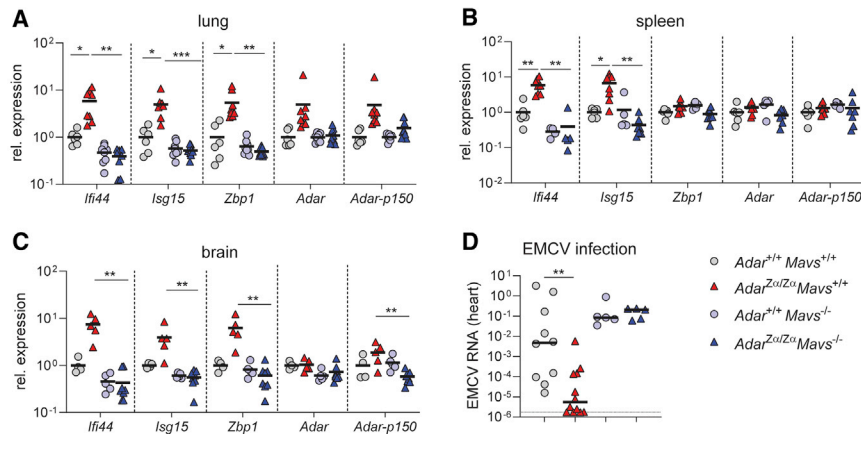 A
lung
rel. expression
10²
10¹
10⁰
10⁻¹
* ** * *** * **
Ifi44 Isg15 Zbp1 Adar Adar-p150
B
spleen
rel. expression
10²
10¹
10⁰
10⁻¹
10⁻²
** ** * **
Ifi44 Isg15 Zbp1 Adar Adar-p150
C
brain
rel. expression
10²
10¹
10⁰
10⁻¹
** ** ** **
Ifi44 Isg15 Zbp1 Adar Adar-p150
D
EMCV infection
EMCV RNA (heart)
10¹
10⁰
10⁻¹
10⁻²
10⁻³
10⁻⁴
10⁻⁵
10⁻⁶
**
Adar+/+ Mavs+/+
AdarZα/Zα Mavs+/+
Adar+/+ Mavs-/-
AdarZα/Zα Mavs-/-